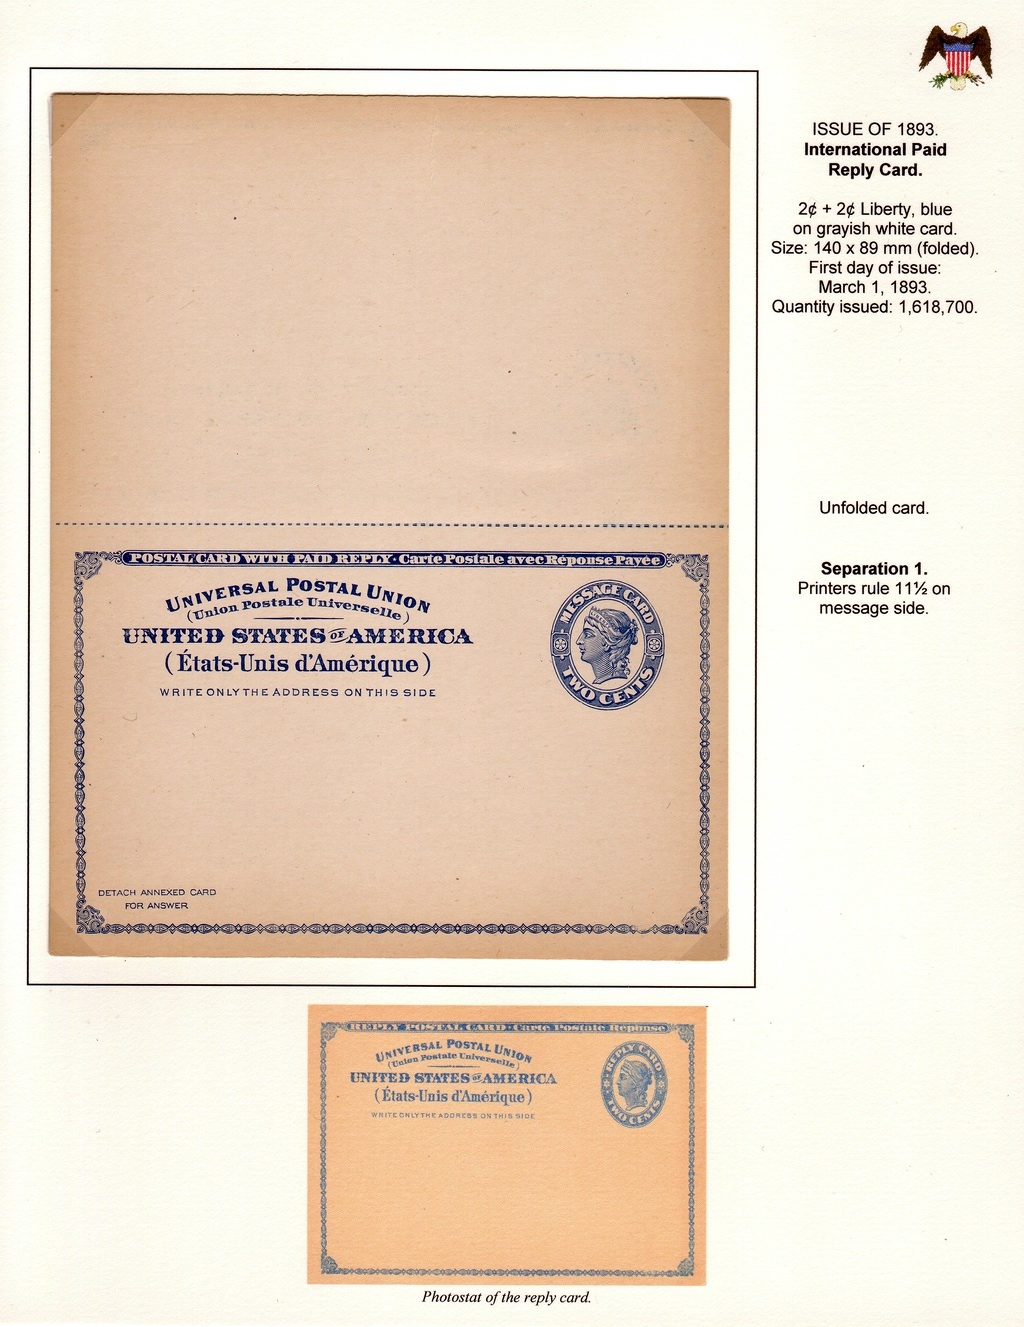 ISSUE OF 1893.
International Paid
Reply Card.
2¢ + 2¢ Liberty, blue
on grayish white card.
Size: 140 x 89 mm (folded).
First day of issue:
March 1, 1893.
Quantity issued: 1,618,700.
Unfolded card.
Separation 1.
Printers rule 11½ on
message side.
POSTAL CARD WITH PAID REPLY · Carte Postale avec Réponse Payée
UNIVERSAL POSTAL UNION
(Union Postale Universelle)
UNITED STATES OF AMERICA
(États-Unis d'Amérique)
WRITE ONLY THE ADDRESS ON THIS SIDE
MESSAGE CARD
TWO CENTS
DETACH ANNEXED CARD
FOR ANSWER
REPLY POSTAL CARD · Carte Postale Reponse
UNIVERSAL POSTAL UNION
(Union Postale Universelle)
UNITED STATES OF AMERICA
(États-Unis d'Amérique)
WRITE ONLY THE ADDRESS ON THIS SIDE
REPLY CARD
TWO CENTS
Photostat of the reply card.